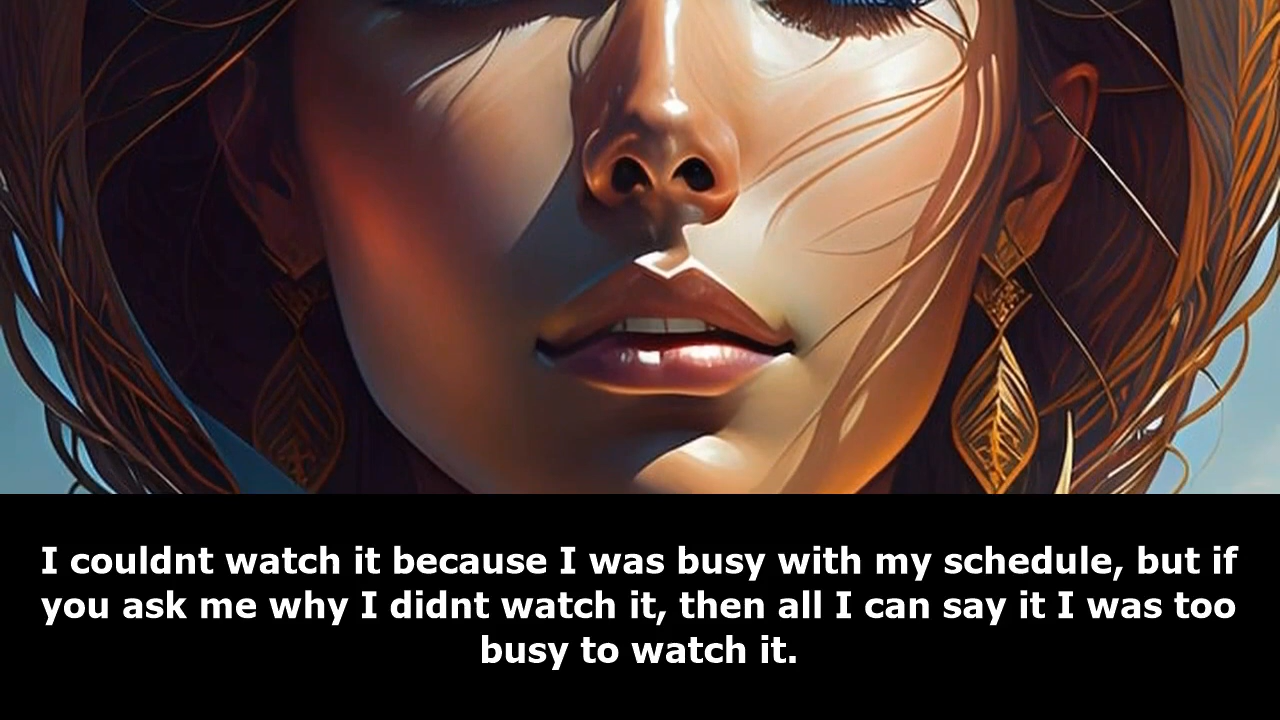 I couldnt watch it because I was busy with my schedule, but if
you ask me why I didnt watch it, then all I can say it I was too
busy to watch it.